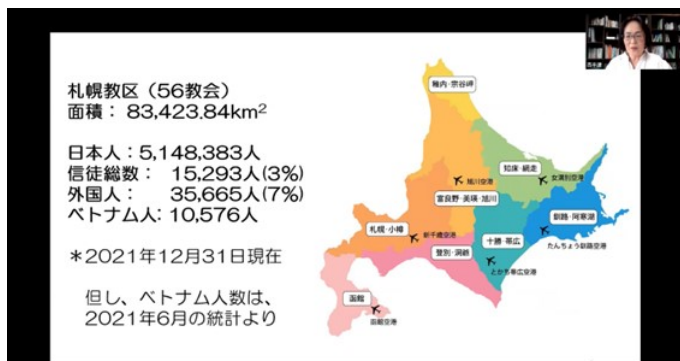 札幌教区（56教会）
面積： 83,423.84km²
日本人：5,148,383人
信徒総数： 15,293人(3%)
外国人： 35,665人(7%)
ベトナム人：10,576人
＊2021年12月31日現在
但し、ベトナム人数は、
2021年6月の統計より
稚内・宗谷岬
知床・網走
旭川空港
女満別空港
富良野・美瑛・旭川
釧路・阿寒湖
札幌・小樽
新千歳空港
十勝・帯広
たんちょう釧路空港
登別・洞爺
とかち帯広空港
函館
函館空港